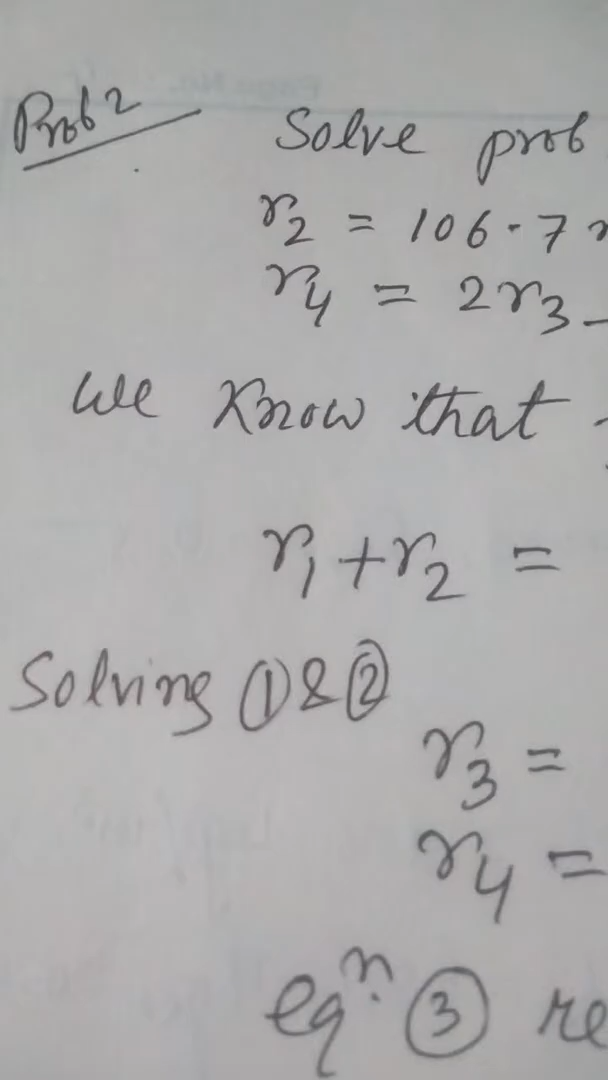 Prob 2 Solve prob
r2 = 106.7
r4 = 2r3
we know that
r1 + r2 =
Solving ① & ②
r3 =
r4 =
eqn. ③ re